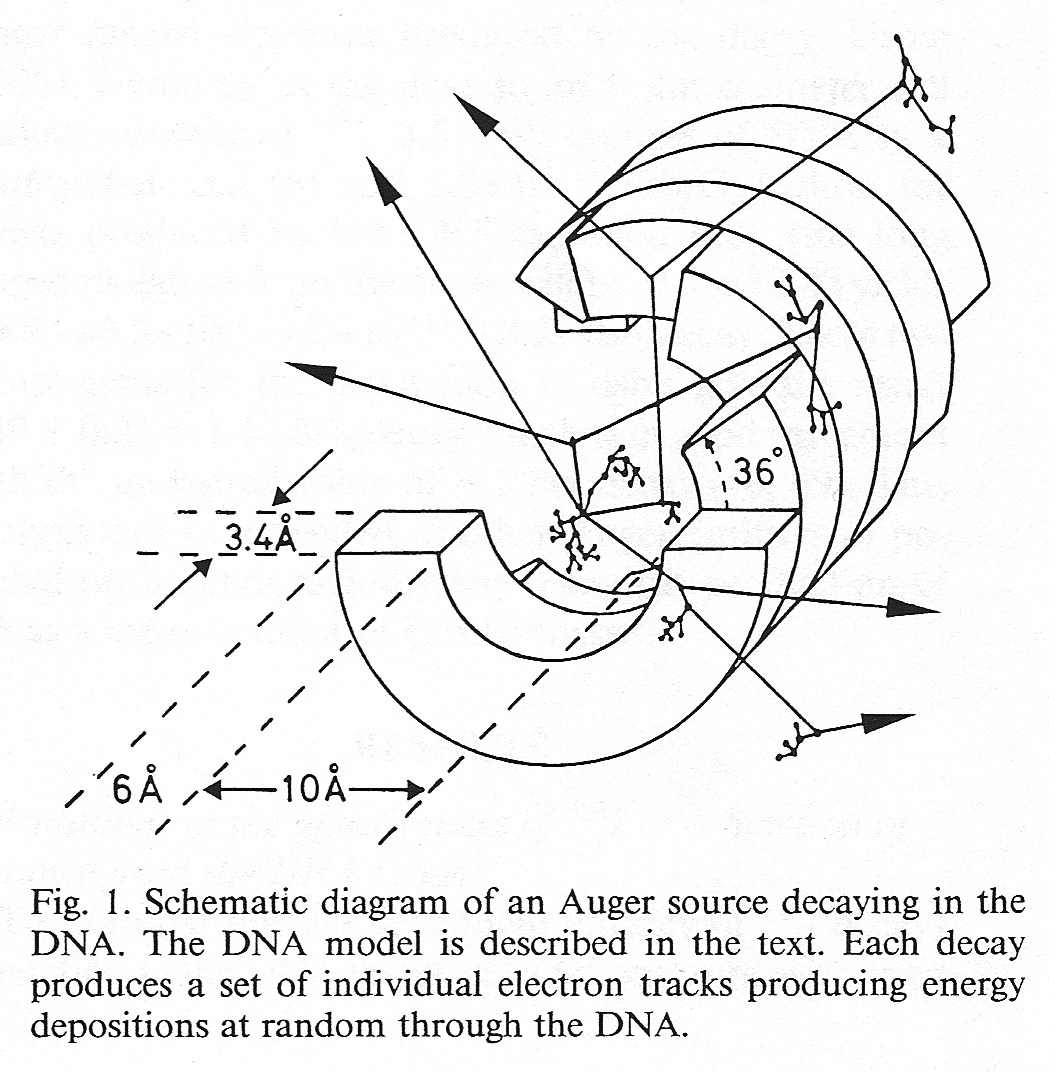 36°
3.4Å
6Å
10Å
Fig. 1. Schematic diagram of an Auger source decaying in the
DNA. The DNA model is described in the text. Each decay
produces a set of individual electron tracks producing energy
depositions at random through the DNA.